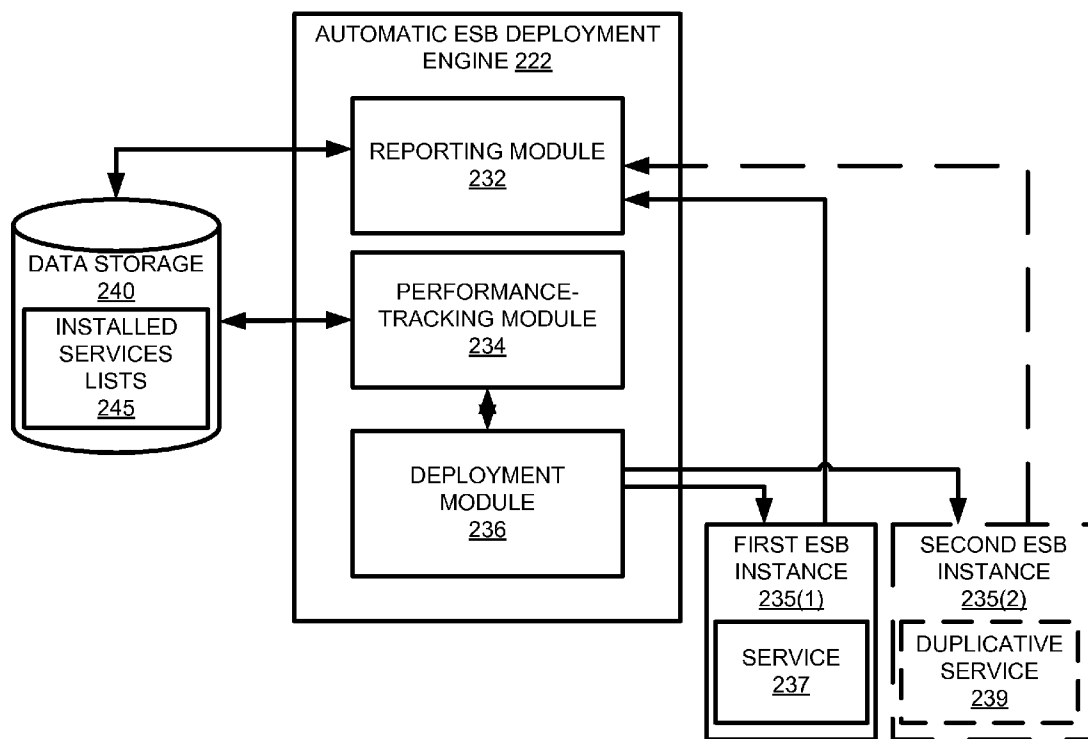 AUTOMATIC ESB DEPLOYMENT
ENGINE 222
REPORTING MODULE
232
DATA STORAGE
240
INSTALLED
SERVICES
LISTS
245
PERFORMANCE-
TRACKING MODULE
234
DEPLOYMENT
MODULE
236
FIRST ESB
INSTANCE
235(1)
SERVICE
237
SECOND ESB
INSTANCE
235(2)
DUPLICATIVE
SERVICE
239